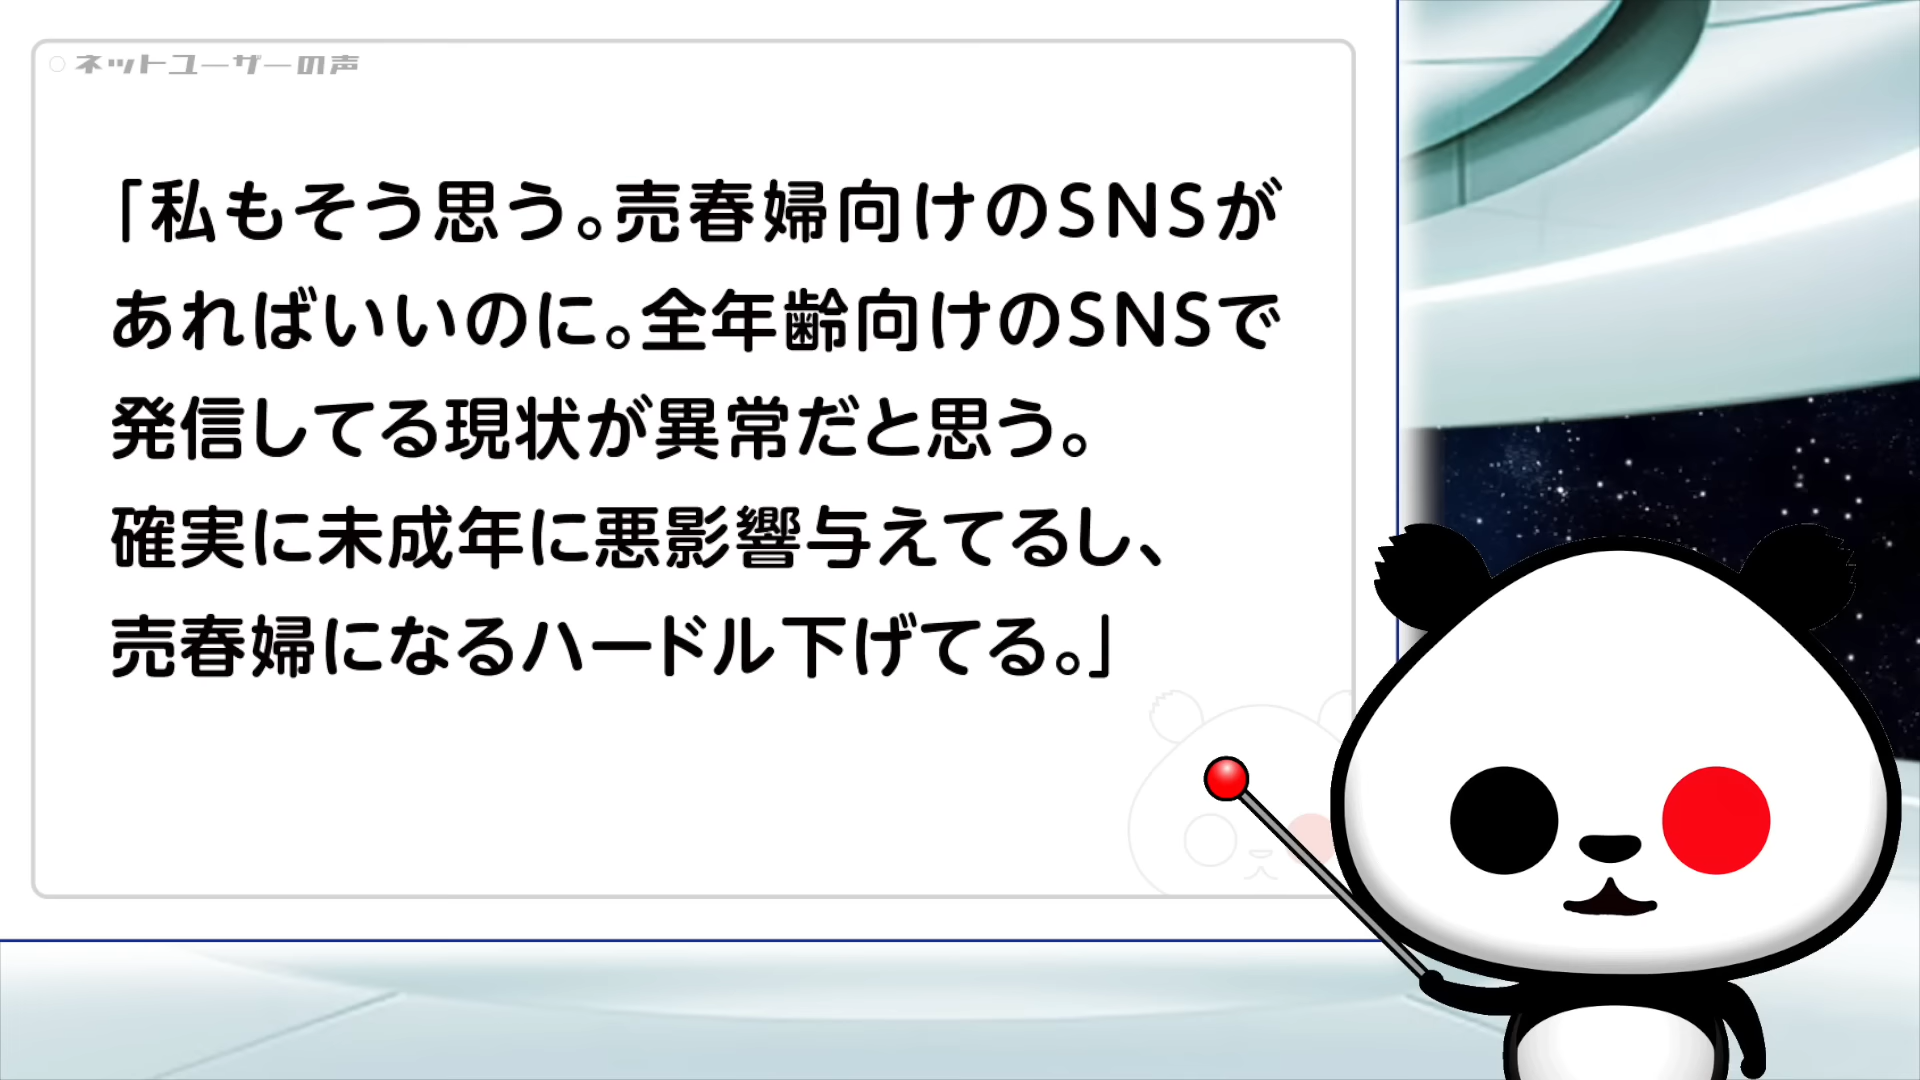 ネットユーザーの声
「私もそう思う。売春婦向けのSNSが
あればいいのに。全年齢向けのSNSで
発信してる現状が異常だと思う。
確実に未成年に悪影響与えてるし、
売春婦になるハードル下げてる。」